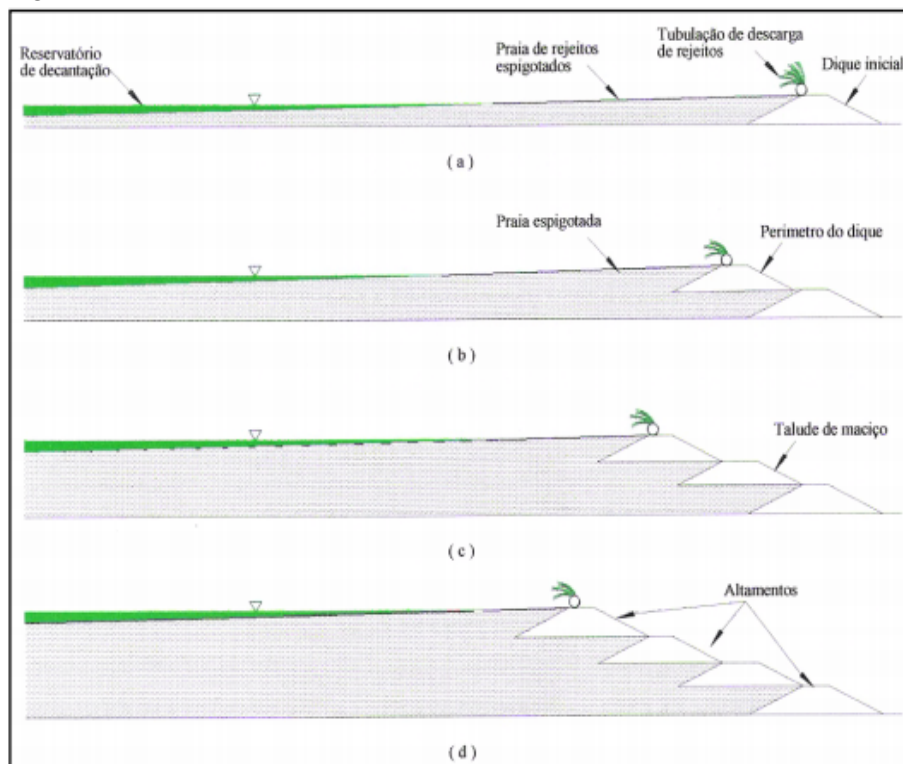 Reservatório
de decantação
Praia de rejeitos
espigotados
Tubulação de descarga
de rejeitos
Dique inicial
( a )
Praia espigotada
Perimetro do dique
( b )
Talude de maciço
( c )
Altamentos
( d )